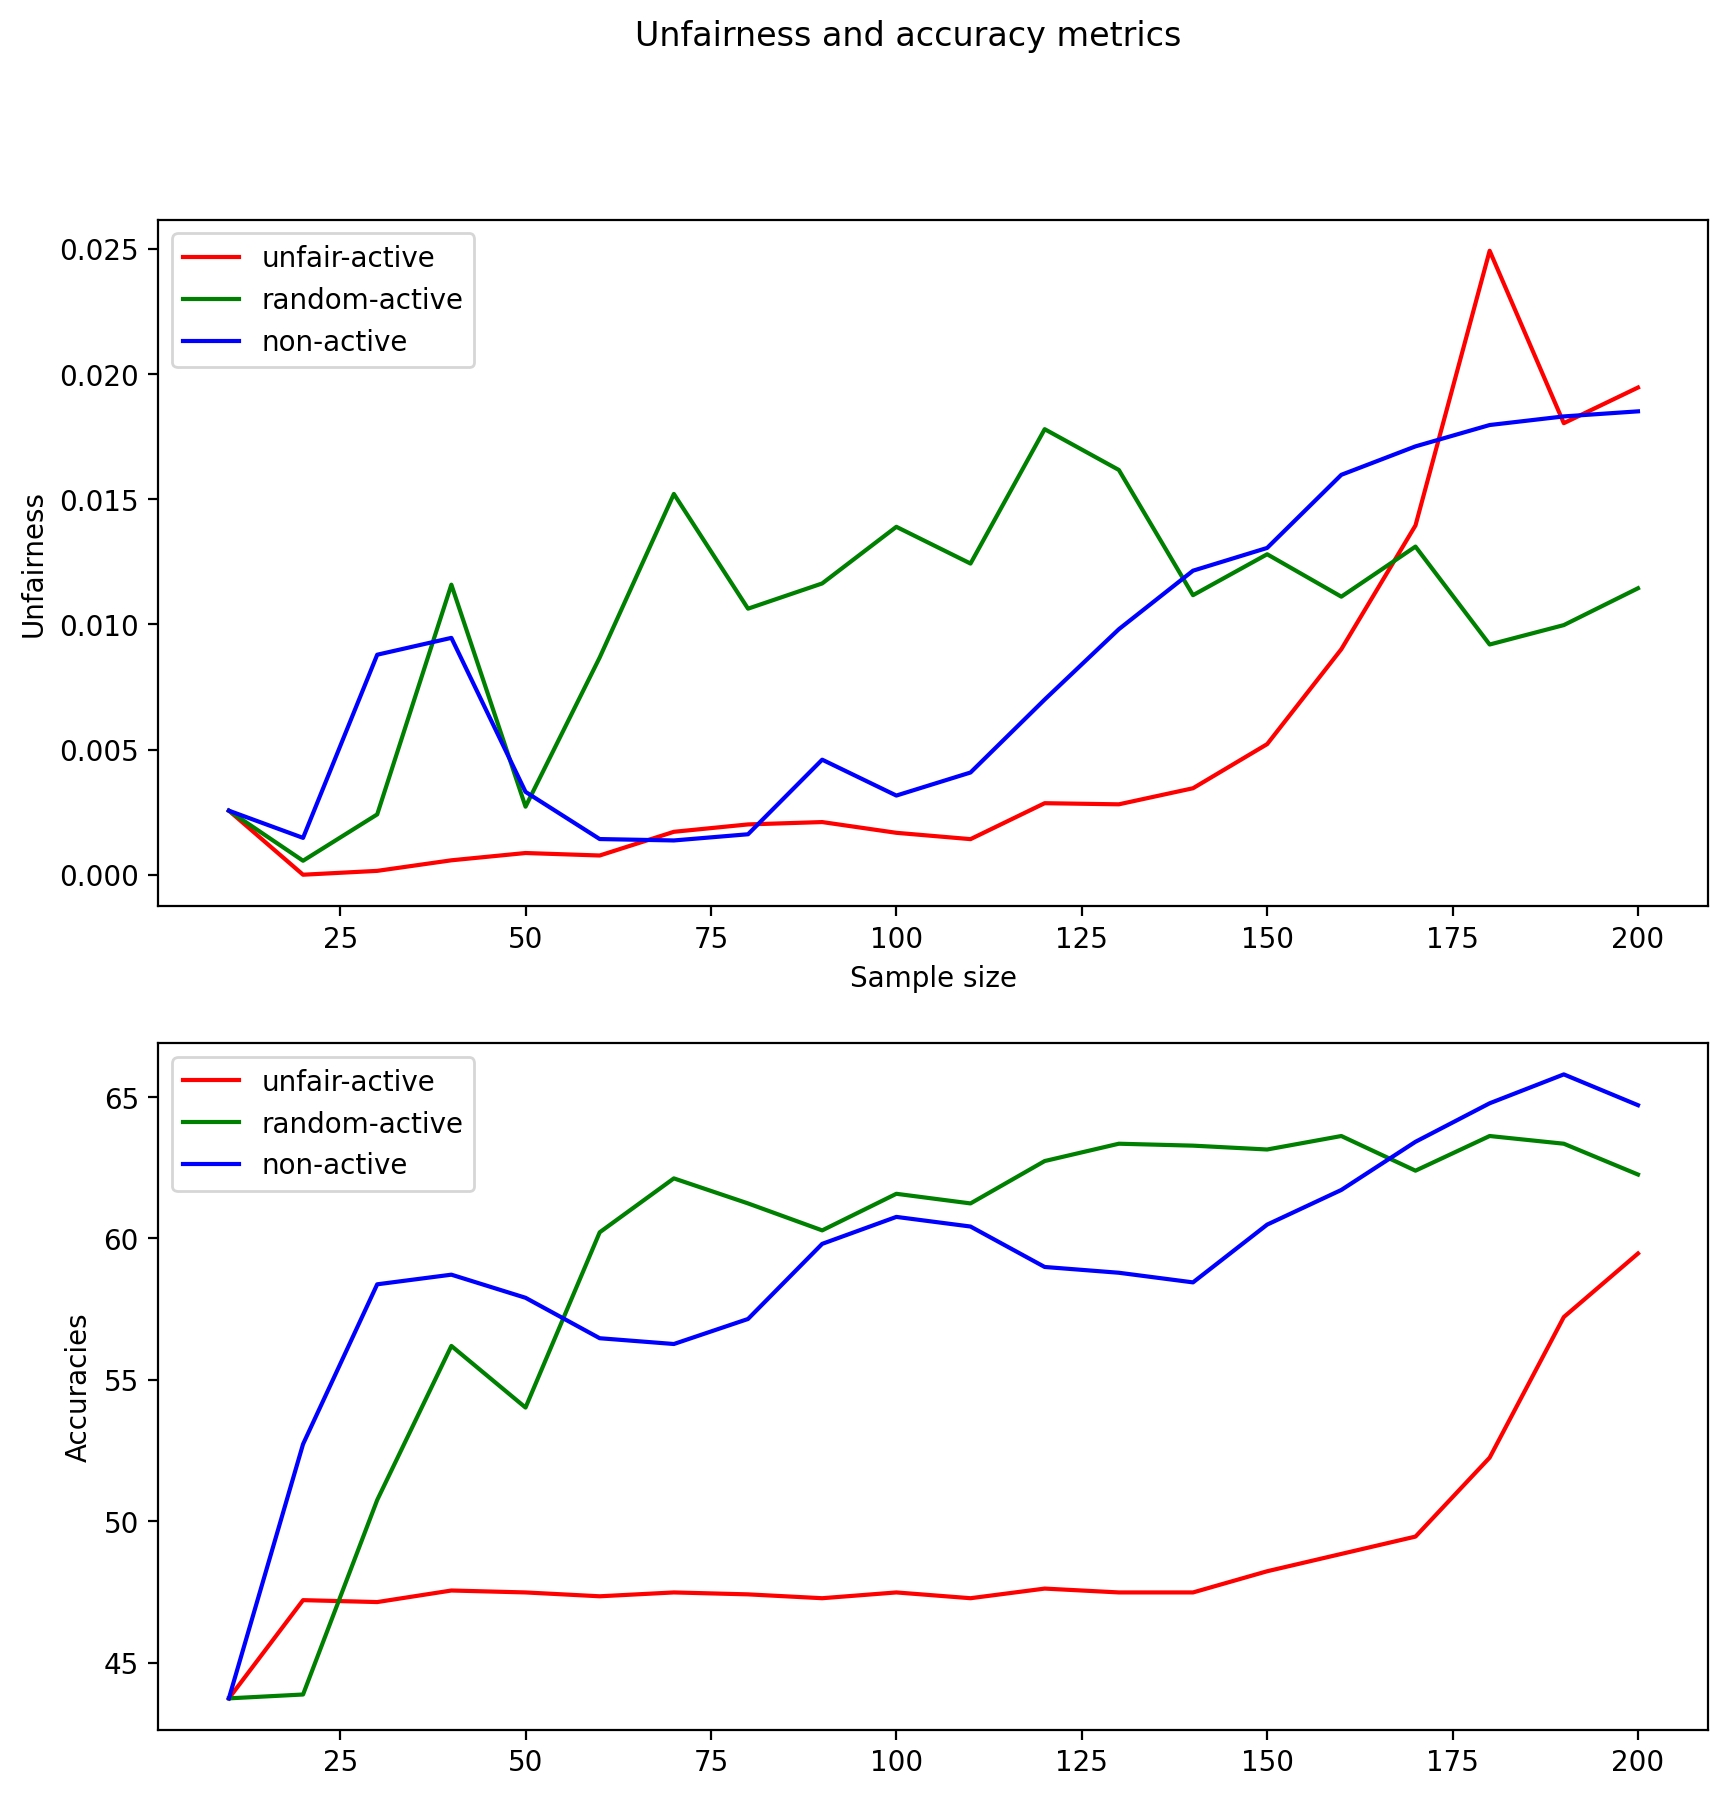 Unfairness and accuracy metrics
unfair-active
random-active
non-active
Unfairness
0.025
0.020
0.015
0.010
0.005
0.000
25 50 75 100 125 150 175 200
Sample size
unfair-active
random-active
non-active
Accuracies
65
60
55
50
45
25 50 75 100 125 150 175 200